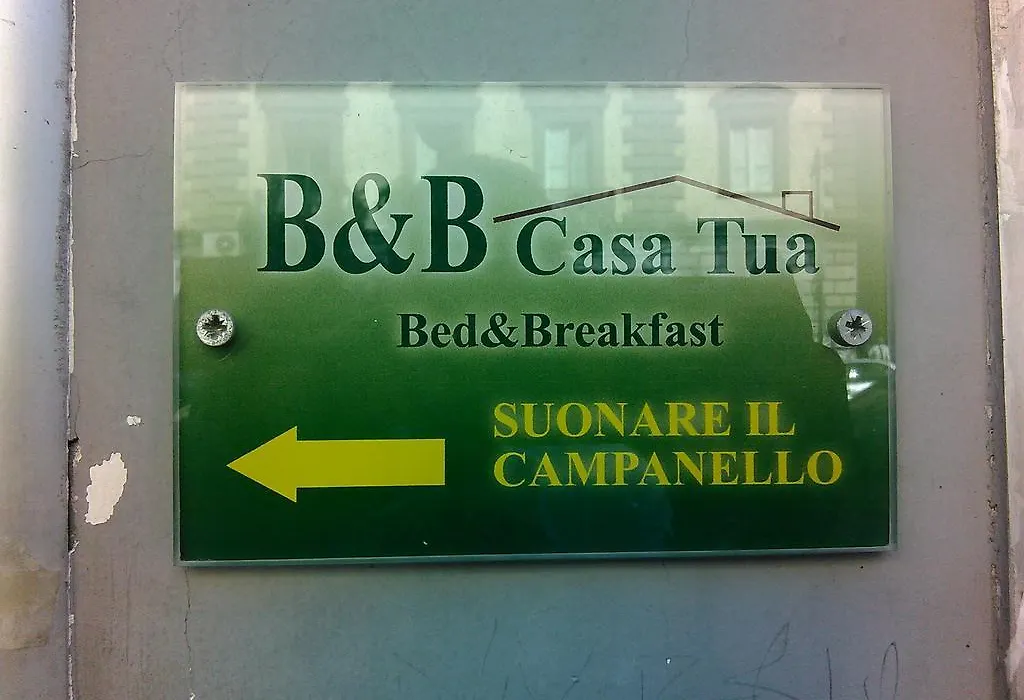 B&B Casa Tua
Bed&Breakfast
SUONARE IL
CAMPANELLO